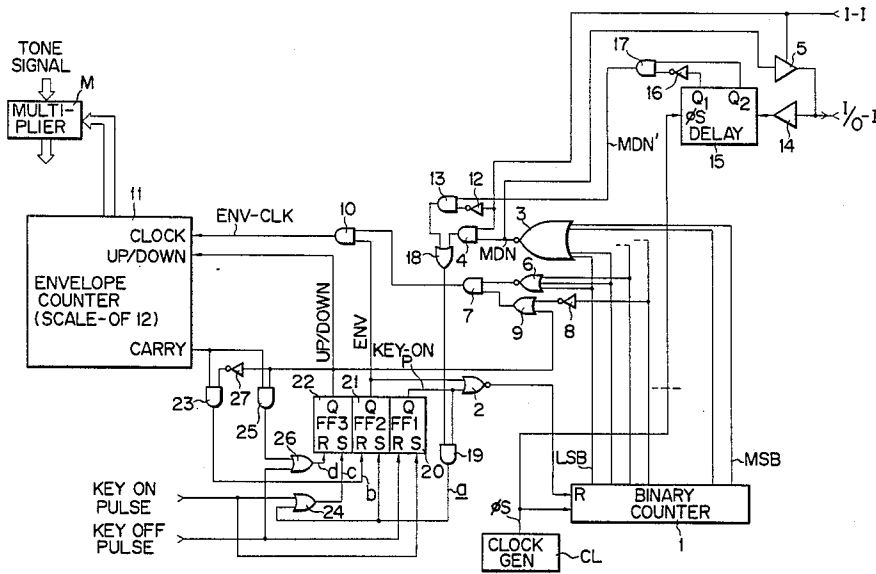 I-I
TONE
SIGNAL
M
MULTI-
PLIER
17
16
5
Q1 Q2
φS
DELAY
15
14
I/O-I
MDN'
11
ENV-CLK
10
13
12
3
CLOCK
UP/DOWN
ENVELOPE
COUNTER
(SCALE-OF 12)
CARRY
18
4
MDN
6
7
9
8
UP/DOWN
ENV
KEY-ON
P
23
27
25
22 21
Q Q Q
FF3 FF2 FF1
R S R S R S
20
2
19
26
d
c
b
a
24
KEY ON
PULSE
KEY OFF
PULSE
LSB
MSB
φS
R
BINARY
COUNTER
1
CLOCK
GEN
CL